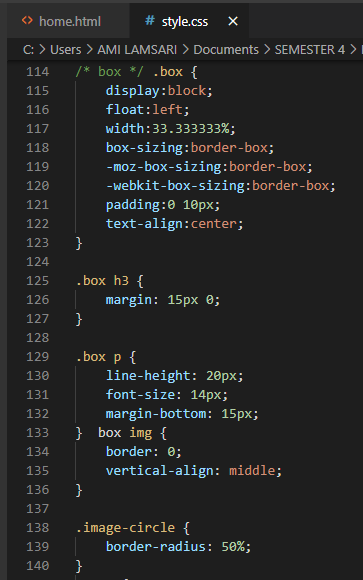 <> home.html # style.css ×
C: > Users > AMI LAMSARI > Documents > SEMESTER 4 >
114 /* box */ .box {
115 display:block;
116 float:left;
117 width:33.333333%;
118 box-sizing:border-box;
119 -moz-box-sizing:border-box;
120 -webkit-box-sizing:border-box;
121 padding:0 10px;
122 text-align:center;
123 }
124
125 .box h3 {
126 margin: 15px 0;
127 }
128
129 .box p {
130 line-height: 20px;
131 font-size: 14px;
132 margin-bottom: 15px;
133 } box img {
134 border: 0;
135 vertical-align: middle;
136 }
137
138 .image-circle {
139 border-radius: 50%;
140 }